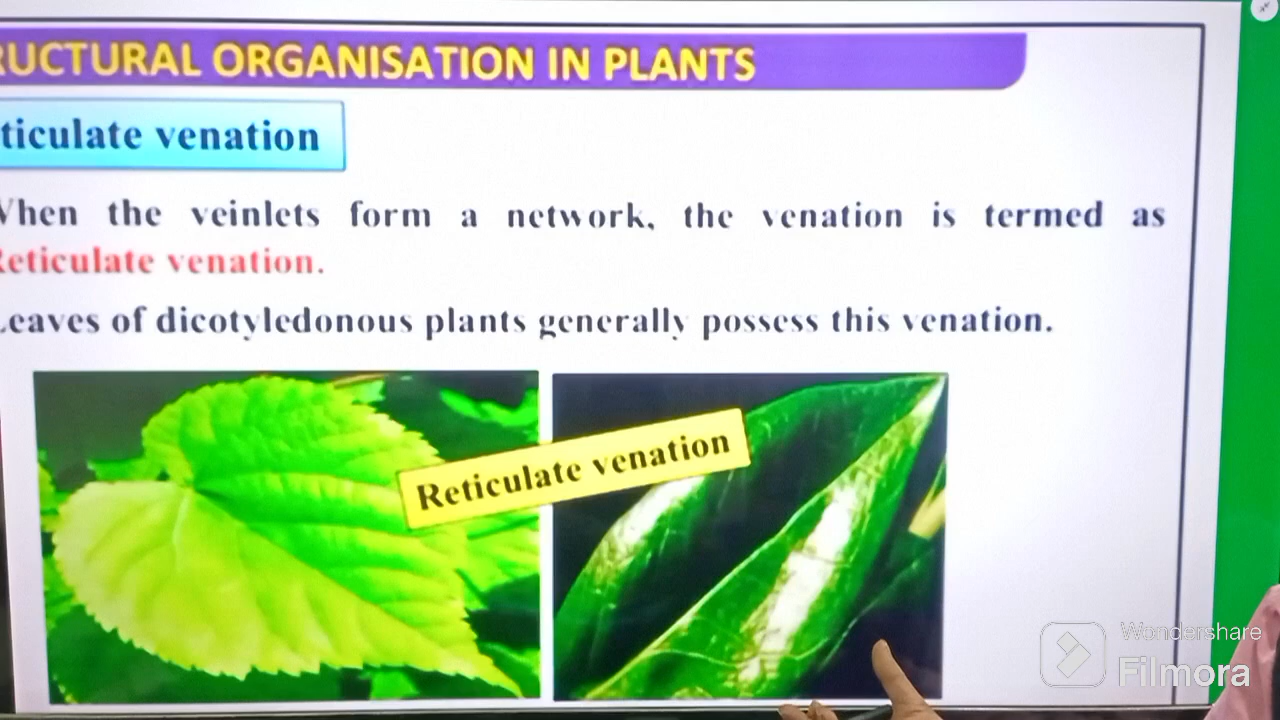 RUCTURAL ORGANISATION IN PLANTS
ticulate venation
When the veinlets form a network, the venation is termed as
Reticulate venation.
Leaves of dicotyledonous plants generally possess this venation.
Reticulate venation
Wondershare
Filmora